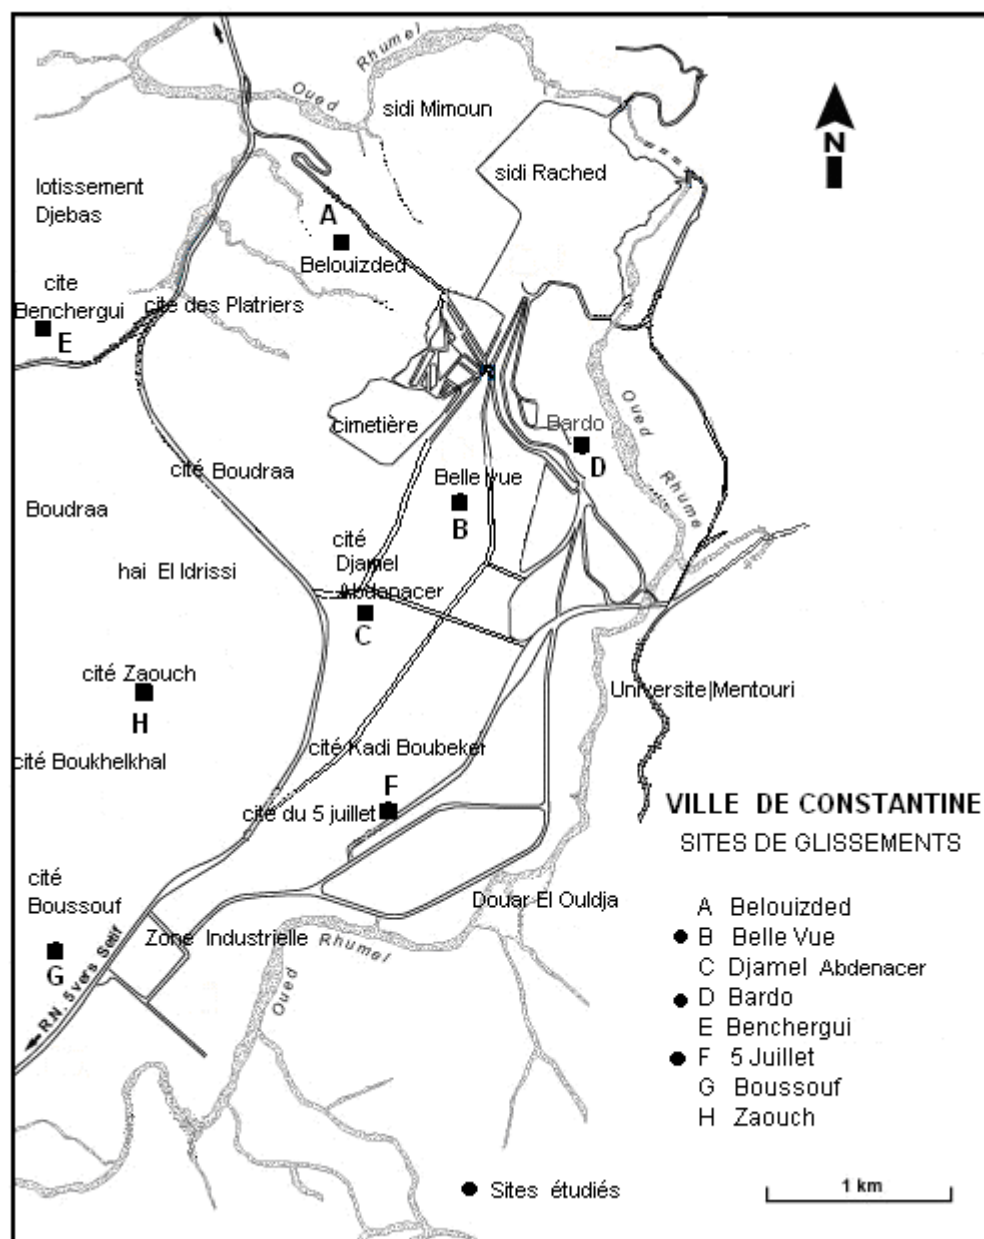 Oued
Rhumel
sidi Mimoun
N
sidi Rached
lotissement
Djebas
A
Belouizded
cite
Benchergui
E
cite des Platriers
cimetière
Bardo
D
Oued
Rhumel
cité Boudraa
Belle Vue
B
Boudraa
cité
Djamel
Abdenacer
C
hai El Idrissi
cité Zaouch
H
Universite Mentouri
cité Boukhelkhal
cité Kadi Boubeker
F
cite du 5 juillet
VILLE DE CONSTANTINE
SITES DE GLISSEMENTS
cité
Boussouf
G
Zone Industrielle
Rhumel
Oued
Douar El Ouldja
R.N. 5 vers Setif
A Belouizded
B Belle Vue
C Djamel Abdenacer
D Bardo
E Benchergui
F 5 Juillet
G Boussouf
H Zaouch
Sites étudiés
1 km